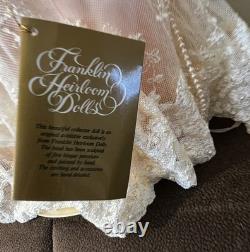 Franklin
Heirloom
Dolls
This beautiful collector doll is an
original available exclusively
from Franklin Heirloom Dolls.
The head has been sculpted
of fine bisque porcelain
and painted by hand.
The clothing and accessories
are hand-detailed.